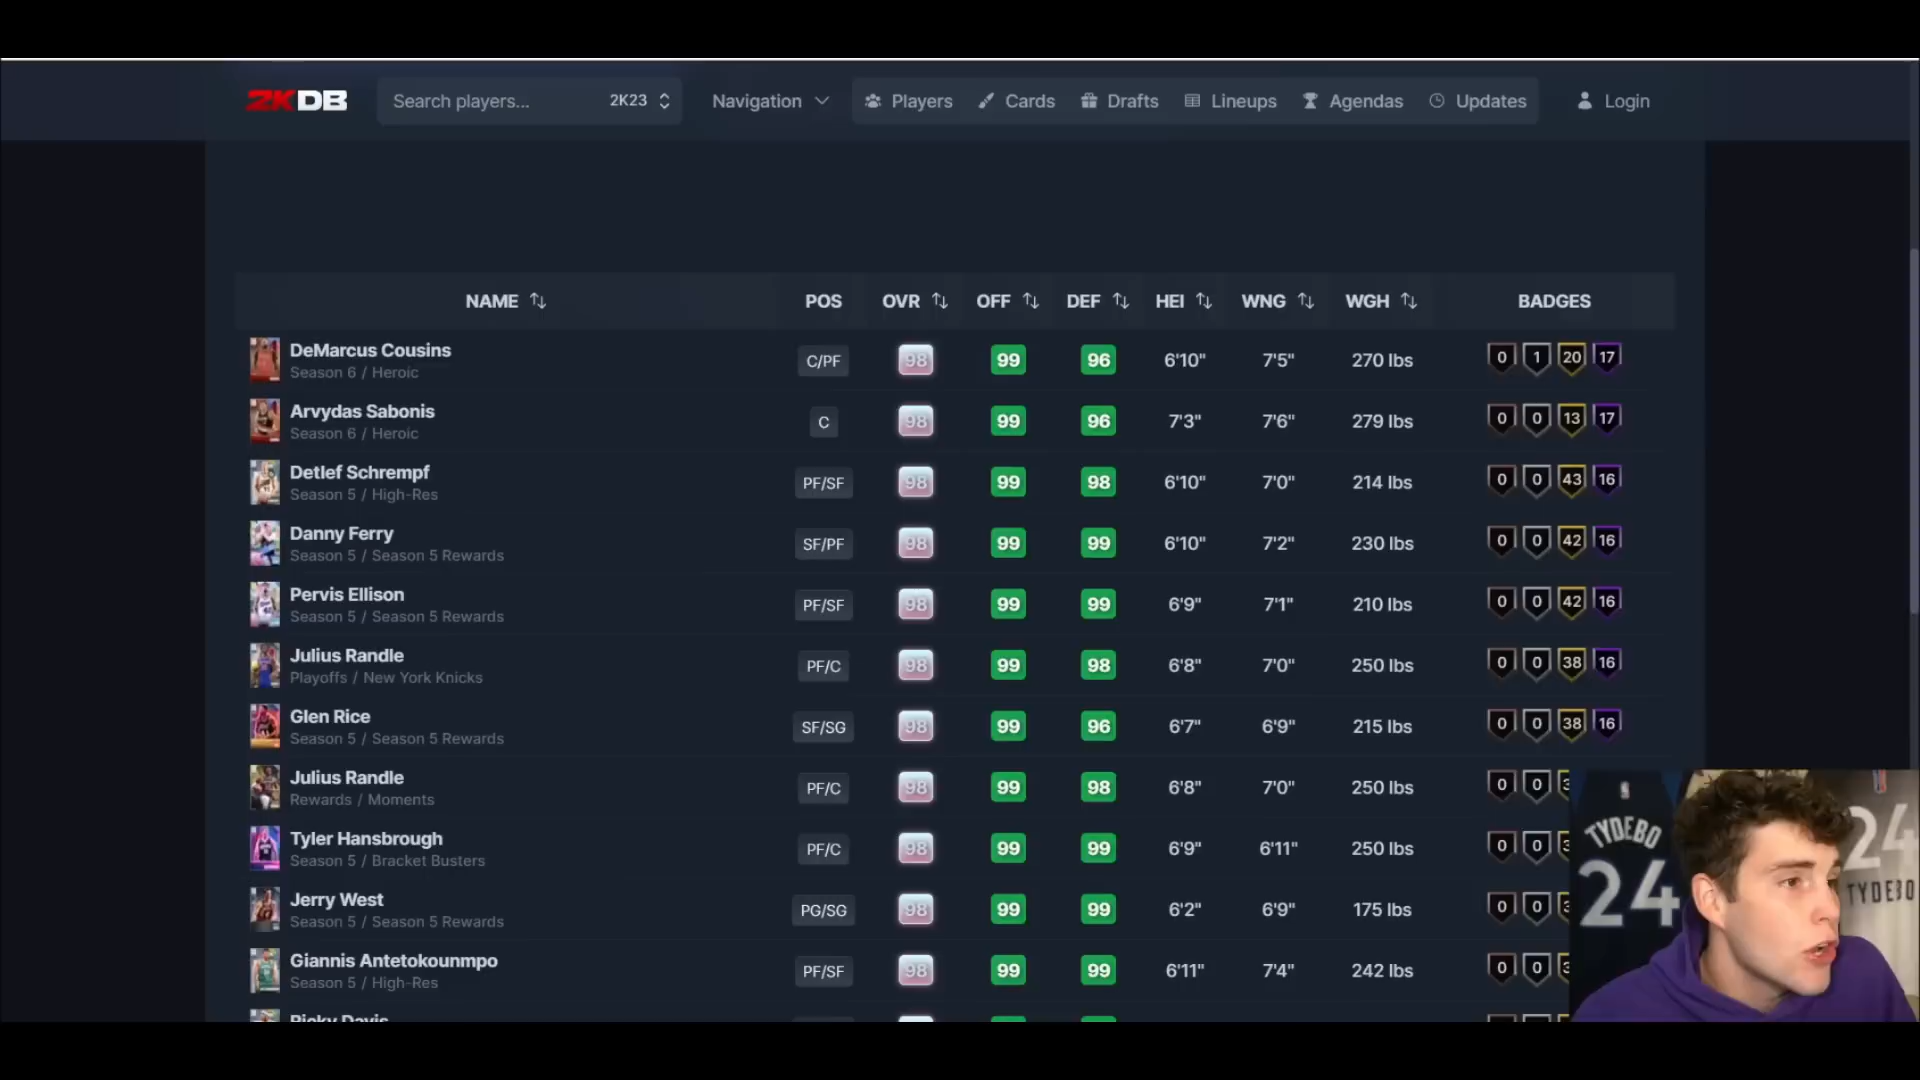 2KDB Search players... 2K23 Navigation Players Cards Drafts Lineups Agendas Updates Login
NAME POS OVR OFF DEF HEI WNG WGH BADGES
DeMarcus Cousins C/PF 98 99 96 6'10" 7'5" 270 lbs 0 1 20 17
Season 6 / Heroic
Arvydas Sabonis C 98 99 96 7'3" 7'6" 279 lbs 0 0 13 17
Season 6 / Heroic
Detlef Schrempf PF/SF 98 99 98 6'10" 7'0" 214 lbs 0 0 43 16
Season 5 / High-Res
Danny Ferry SF/PF 98 99 99 6'10" 7'2" 230 lbs 0 0 42 16
Season 5 / Season 5 Rewards
Pervis Ellison PF/SF 98 99 99 6'9" 7'1" 210 lbs 0 0 42 16
Season 5 / Season 5 Rewards
Julius Randle PF/C 98 99 98 6'8" 7'0" 250 lbs 0 0 38 16
Playoffs / New York Knicks
Glen Rice SF/SG 98 99 96 6'7" 6'9" 215 lbs 0 0 38 16
Season 5 / Season 5 Rewards
Julius Randle PF/C 98 99 98 6'8" 7'0" 250 lbs 0 0
Rewards / Moments
Tyler Hansbrough PF/C 98 99 99 6'9" 6'11" 250 lbs 0 0
Season 5 / Bracket Busters
Jerry West PG/SG 98 99 99 6'2" 6'9" 175 lbs 0 0
Season 5 / Season 5 Rewards
Giannis Antetokounmpo PF/SF 98 99 99 6'11" 7'4" 242 lbs 0 0
Season 5 / High-Res
Ricky Davis
TYDEBO
24
24
TYDEBO